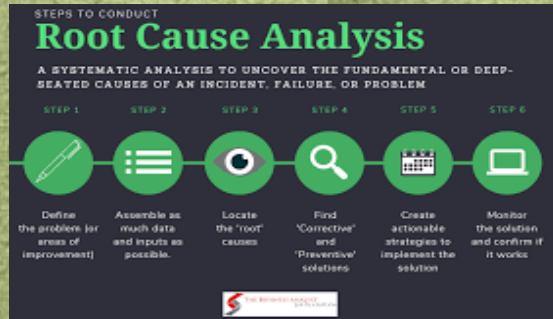 STEPS TO CONDUCT
Root Cause Analysis
A SYSTEMATIC ANALYSIS TO UNCOVER THE FUNDAMENTAL OR DEEP-
SEATED CAUSES OF AN INCIDENT, FAILURE, OR PROBLEM
STEP 1
Define
the problem (or
areas of
improvement)
STEP 2
Assemble as
much data
and inputs as
possible.
STEP 3
Locate
the "root"
causes
STEP 4
Find
'Corrective'
and
'Preventive'
solutions
STEP 5
Create
actionable
strategies to
implement the
solution
STEP 6
Monitor
the solution
and confirm if
it works
THE BUSINESS ANALYST